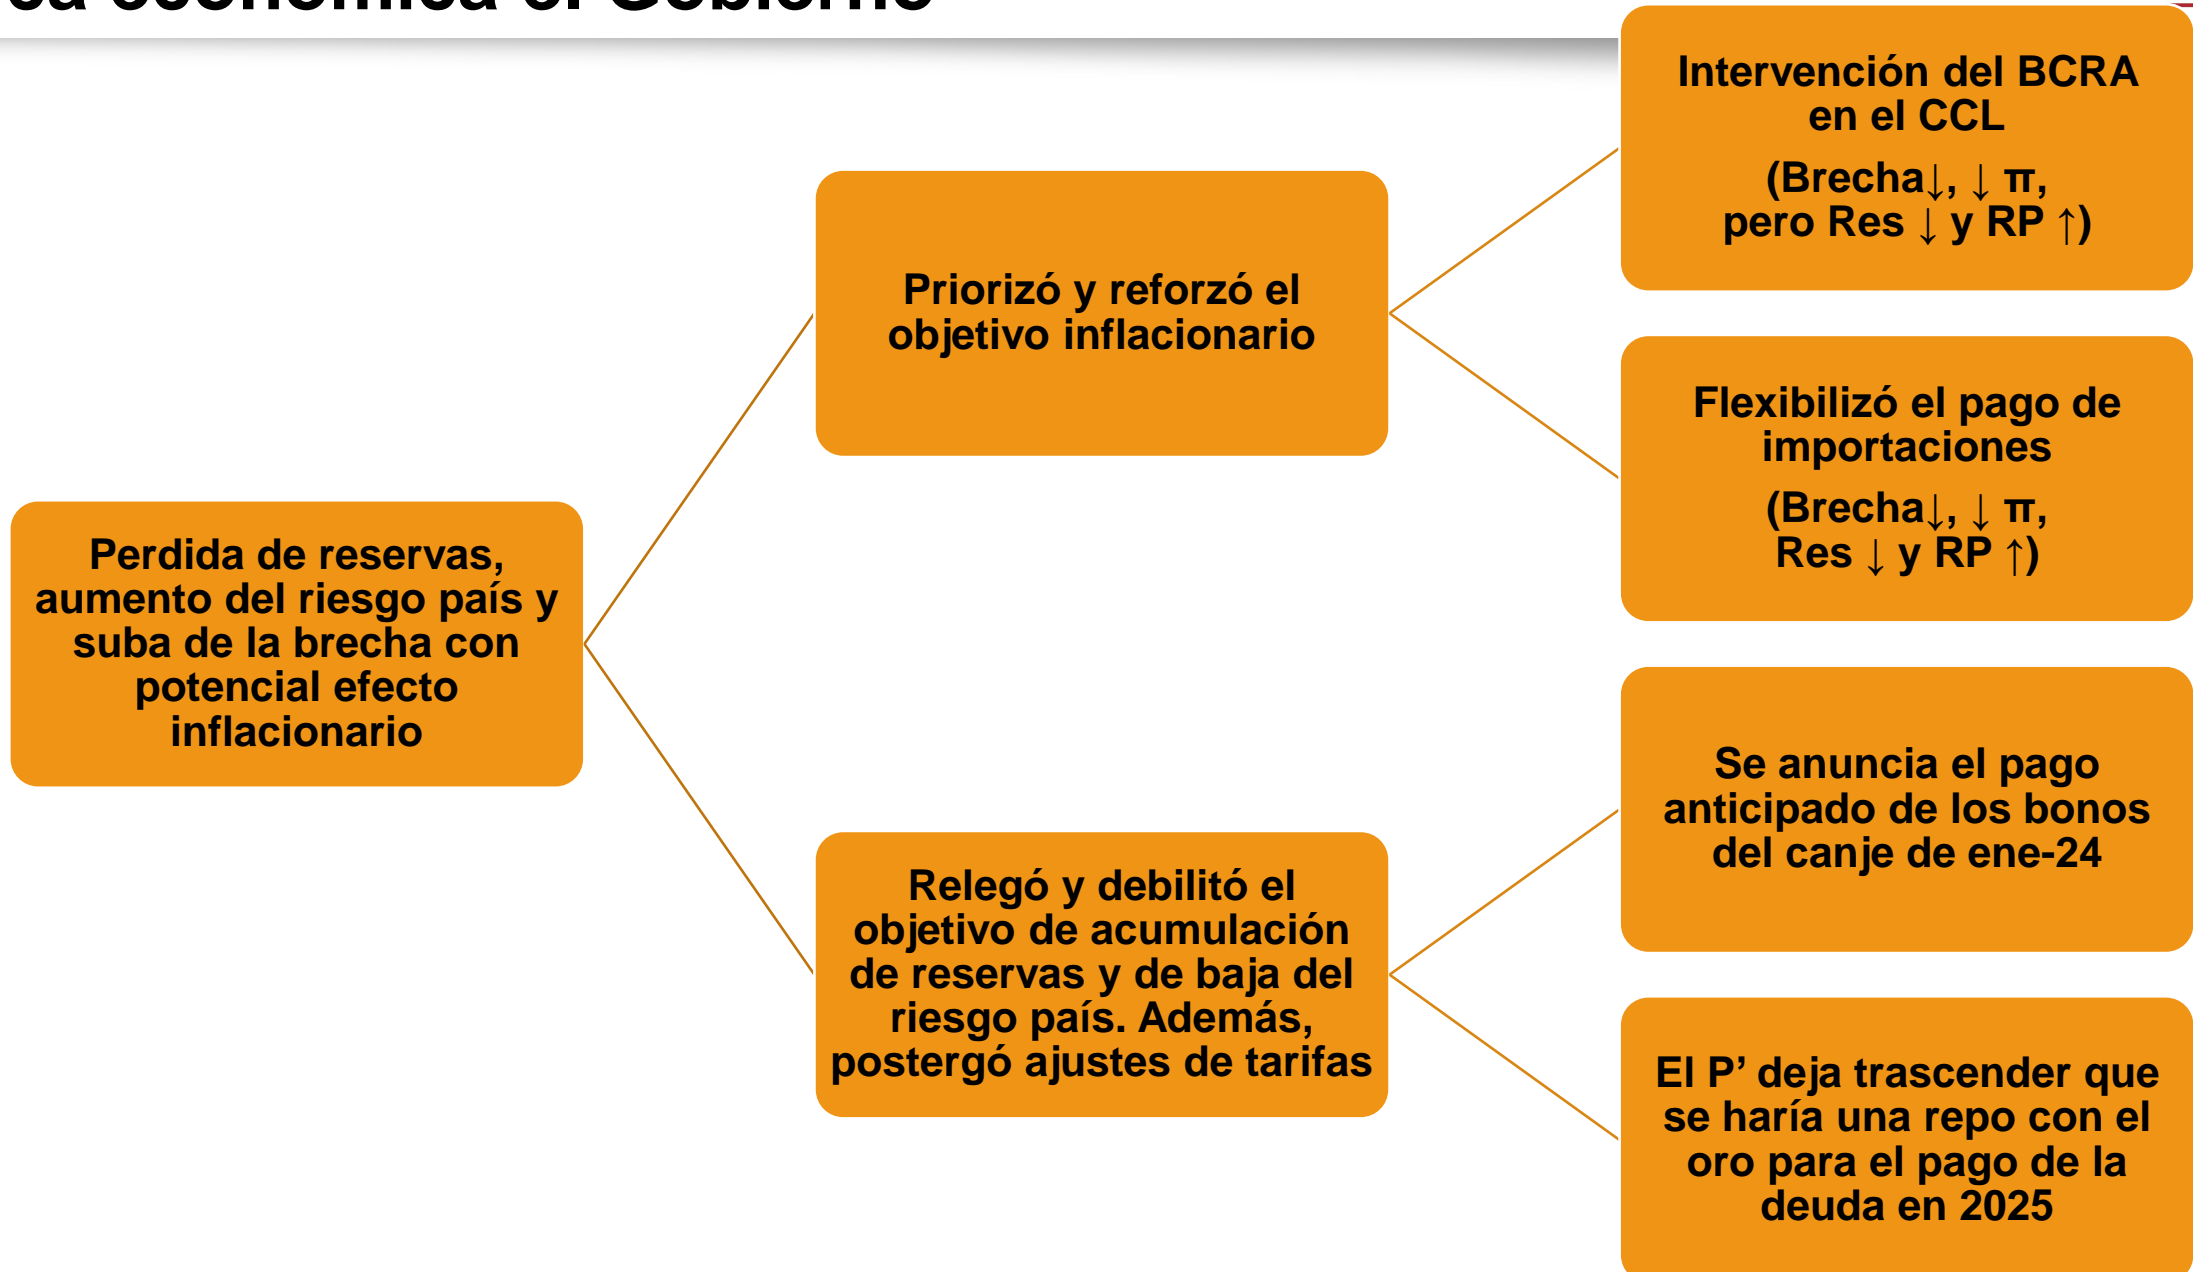 económica el Gobierno
Perdida de reservas,
aumento del riesgo país y
suba de la brecha con
potencial efecto
inflacionario
Priorizó y reforzó el
objetivo inflacionario
Relegó y debilitó el
objetivo de acumulación
de reservas y de baja del
riesgo país. Además,
postergó ajustes de tarifas
Intervención del BCRA
en el CCL
(Brecha↓, ↓ π,
pero Res ↓ y RP ↑)
Flexibilizó el pago de
importaciones
(Brecha↓, ↓ π,
Res ↓ y RP ↑)
Se anuncia el pago
anticipado de los bonos
del canje de ene-24
El P’ deja trascender que
se haría una repo con el
oro para el pago de la
deuda en 2025